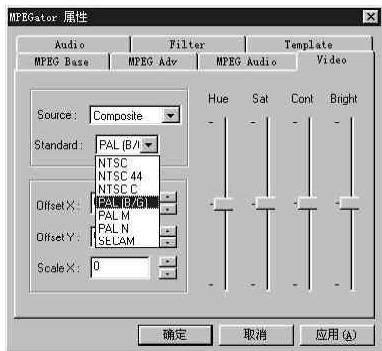 MPEGator 属性
Audio Filter Template
MPEG Base MPEG Adv MPEG Audio Video
Hue Sat Cont Bright
Source: Composite
Standard: PAL (B/
NTSC
NTSC 44
NTSC C
PAL (B/G)
PAL M
PAL N
SECAM
Offset X:
Offset Y:
Scale X: 0
确定 取消 应用 (A)